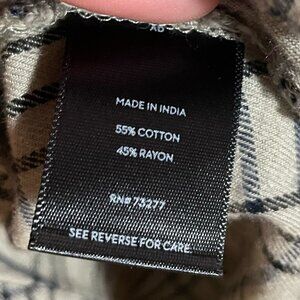 MADE IN INDIA
55% COTTON
45% RAYON
RN# 73277
SEE REVERSE FOR CARE